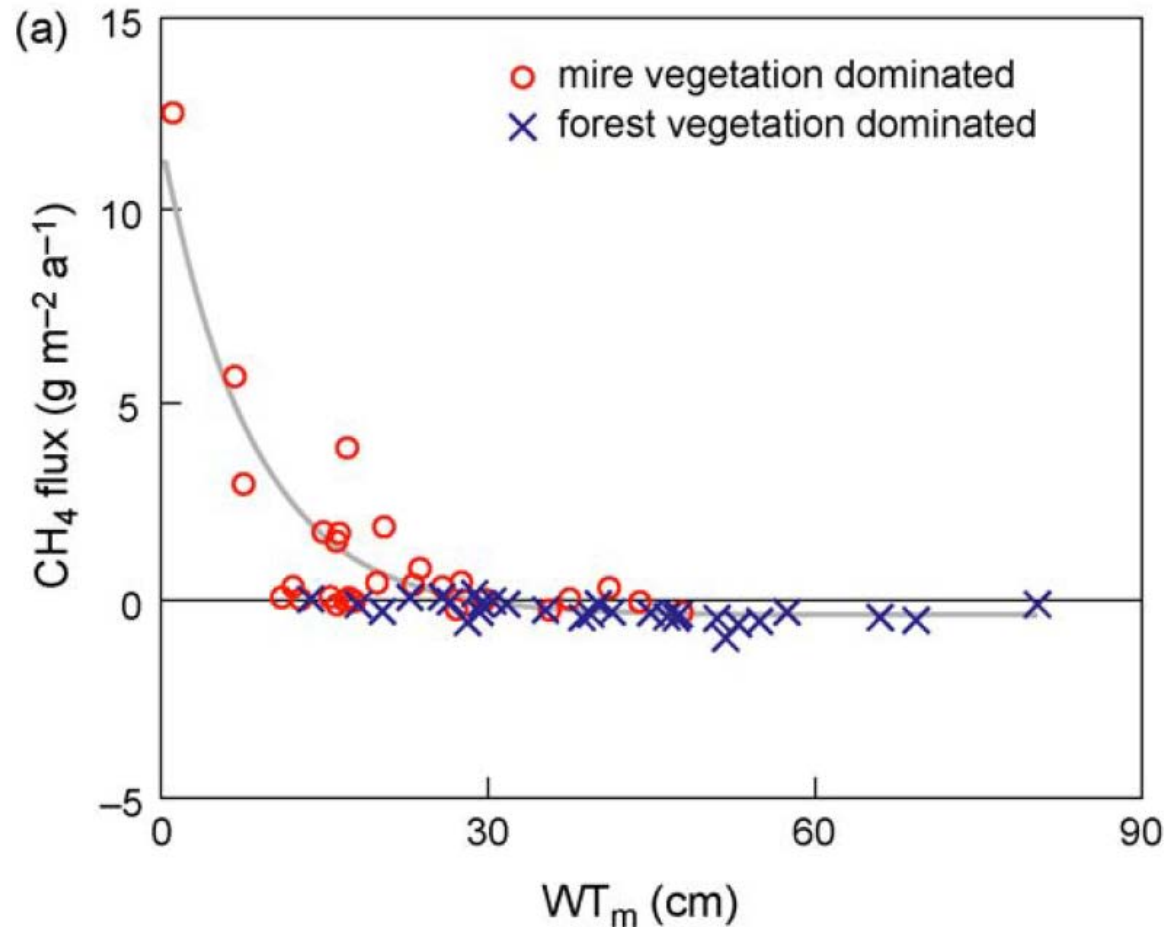 (a)
15
10
5
0
−5
CH₄ flux (g m⁻² a⁻¹)
mire vegetation dominated
forest vegetation dominated
0 30 60 90
WTₘ (cm)